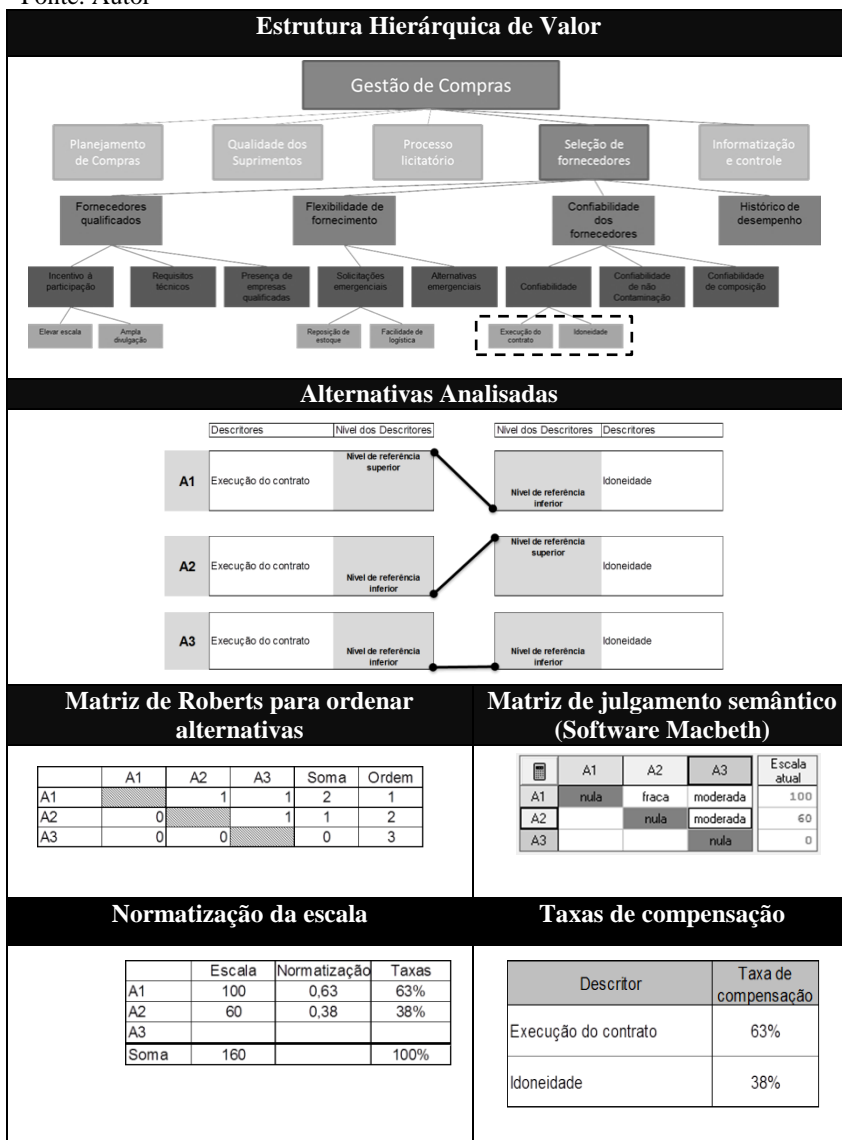 Fonte: Autor
Estrutura Hierárquica de Valor
Gestão de Compras
Planejamento de Compras
Qualidade dos Suprimentos
Processo licitatório
Seleção de fornecedores
Informatização e controle
Fornecedores qualificados
Flexibilidade de fornecimento
Confiabilidade dos fornecedores
Histórico de desempenho
Incentivo à participação
Requisitos técnicos
Presença de empresas qualificadas
Solicitações emergenciais
Alternativas emergenciais
Confiabilidade
Confiabilidade de não Contaminação
Confiabilidade de composição
Elevar escala
Ampla divulgação
Reposição de estoque
Facilidade de logística
Execução do contrato
Idoneidade
Alternativas Analisadas
Descritores Nivel dos Descritores Nivel dos Descritores Descritores
A1 Execução do contrato Nivel de referência superior Nivel de referência inferior Idoneidade
A2 Execução do contrato Nivel de referência inferior Nivel de referência superior Idoneidade
A3 Execução do contrato Nivel de referência inferior Nivel de referência inferior Idoneidade
Matriz de Roberts para ordenar alternativas
A1 A2 A3 Soma Ordem
A1 1 1 2 1
A2 0 1 1 2
A3 0 0 0 3
Matriz de julgamento semântico (Software Macbeth)
A1 A2 A3 Escala atual
A1 nula fraca moderada 100
A2 nula moderada 60
A3 nula 0
Normatização da escala
Escala Normatização Taxas
A1 100 0,63 63%
A2 60 0,38 38%
A3
Soma 160 100%
Taxas de compensação
Descritor Taxa de compensação
Execução do contrato 63%
Idoneidade 38%